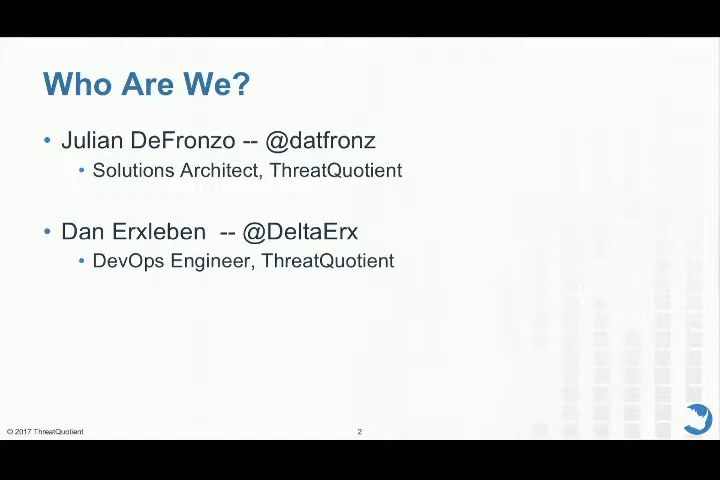 Who Are We?
• Julian DeFronzo -- @datfronz
• Solutions Architect, ThreatQuotient
• Dan Erxleben -- @DeltaErx
• DevOps Engineer, ThreatQuotient
© 2017 ThreatQuotient
2